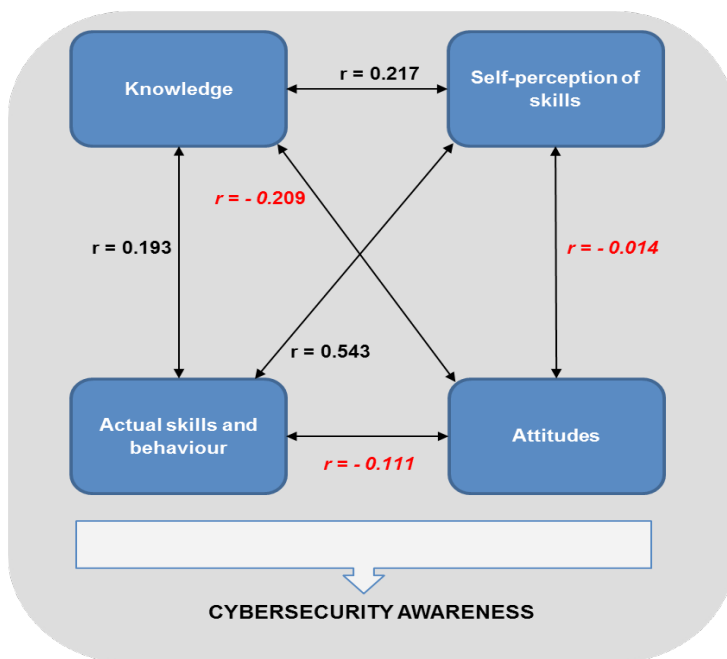 r = 0.217
Knowledge
Self-perception of
skills
r = - 0.209
r = 0.193
r = - 0.014
r = 0.543
Actual skills and
behaviour
Attitudes
r = - 0.111
CYBERSECURITY AWARENESS